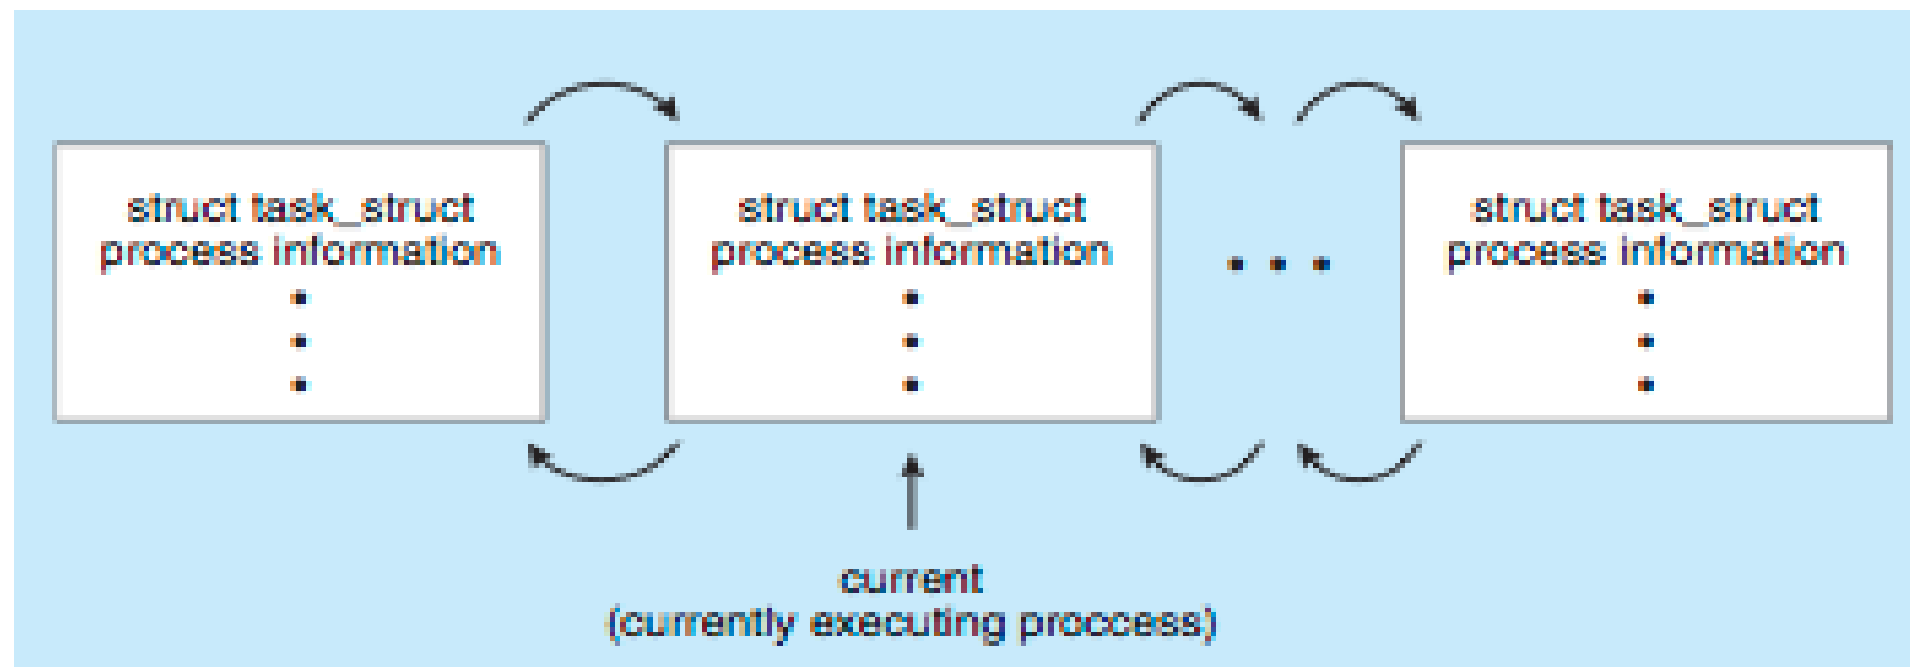 struct task_struct
process information
struct task_struct
process information
struct task_struct
process information
current
(currently executing proccess)